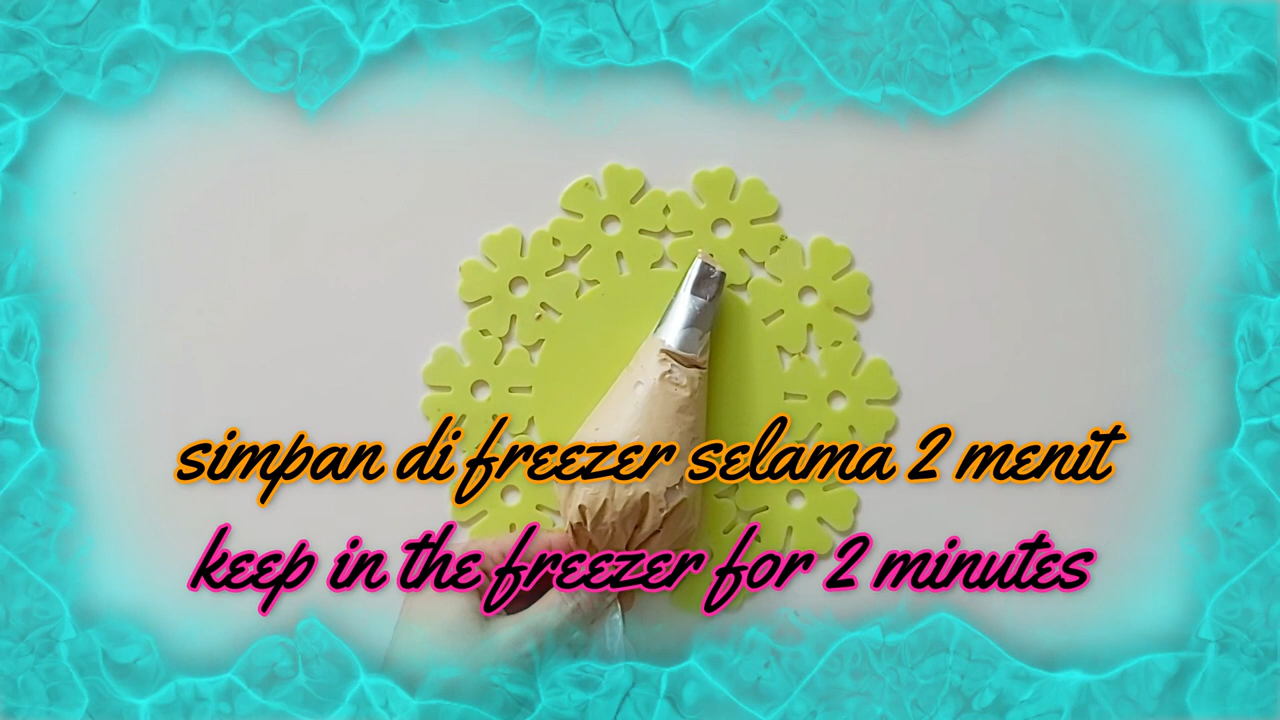 simpan di freezer selama 2 menit
keep in the freezer for 2 minutes